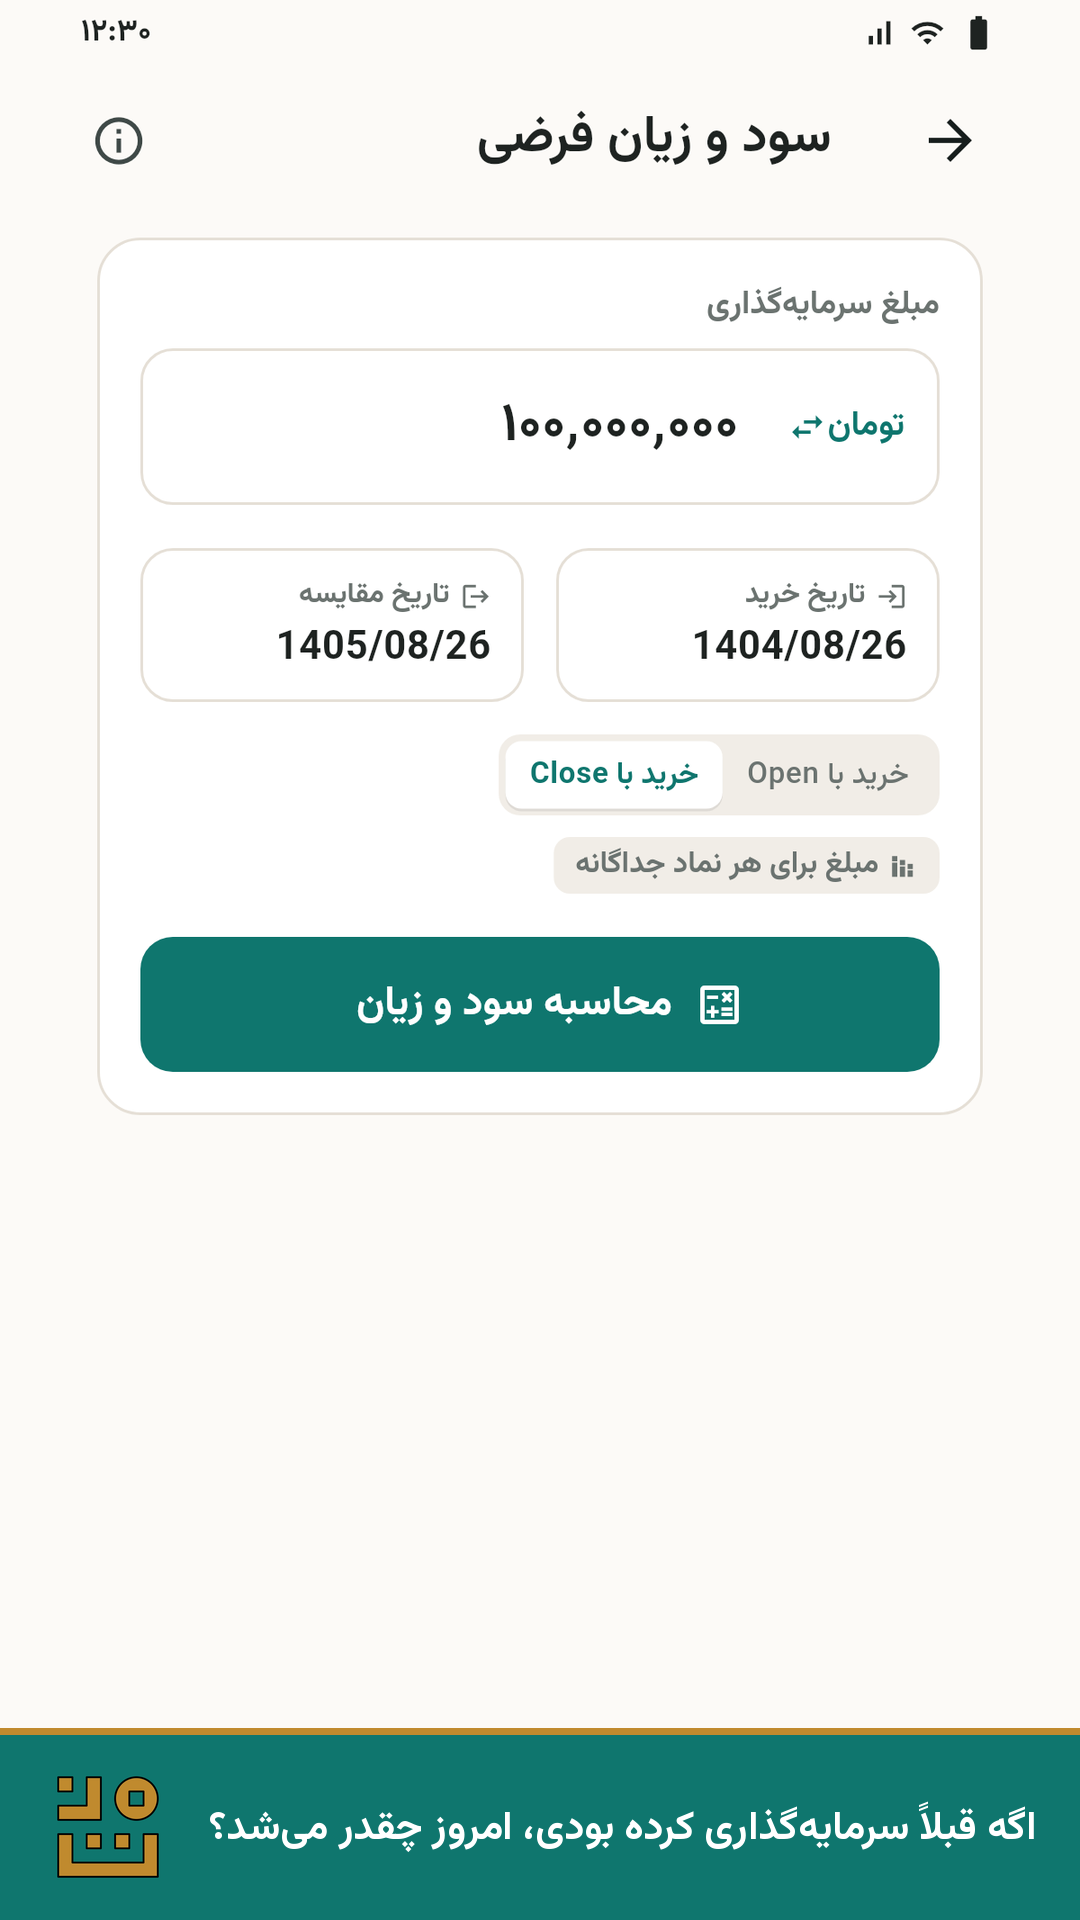 ۱۲:۳۰
سود و زیان فرضی
مبلغ سرمایه‌گذاری
تومان
۱۰۰,۰۰۰,۰۰۰
تاریخ خرید
1404/08/26
تاریخ مقایسه
1405/08/26
خرید با Open
خرید با Close
مبلغ برای هر نماد جداگانه
محاسبه سود و زیان
اگه قبلاً سرمایه‌گذاری کرده بودی، امروز چقدر می‌شد؟